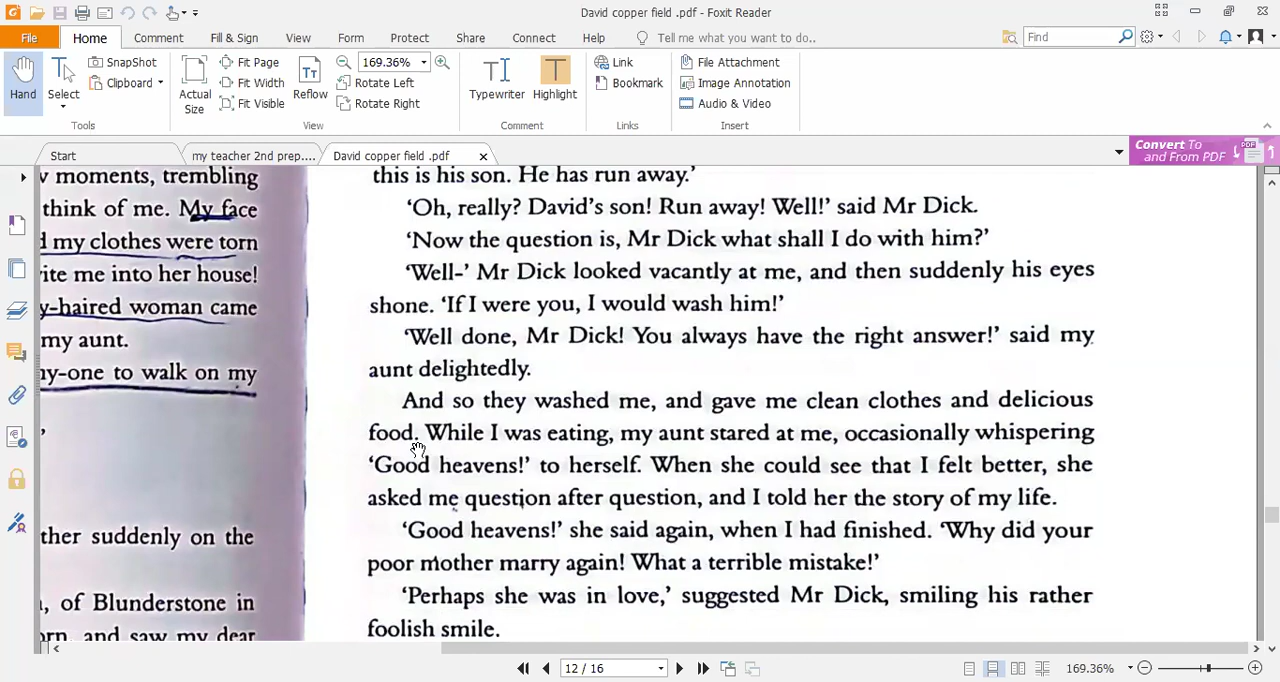 David copper field .pdf - Foxit Reader
File Home Comment Fill & Sign View Form Protect Share Connect Help Tell me what you want to do.. Find
Hand Select SnapShot Clipboard Actual Size Fit Page Fit Width Fit Visible Reflow 169.36% Rotate Left Rotate Right Typewriter Highlight Link Bookmark File Attachment Image Annotation Audio & Video
Tools View Comment Links Insert
Start my teacher 2nd prep.... David copper field .pdf Convert To and From PDF PDF
moments, trembling
think of me. My face
my clothes were torn
me into her house!
woman came
my aunt.
to walk on my
suddenly on the
of Blunderstone in
and saw my dear
this is his son. He has run away.'
'Oh, really? David's son! Run away! Well!' said Mr Dick.
'Now the question is, Mr Dick what shall I do with him?'
'Well-' Mr Dick looked vacantly at me, and then suddenly his eyes
shone. 'If I were you, I would wash him!'
'Well done, Mr Dick! You always have the right answer!' said my
aunt delightedly.
And so they washed me, and gave me clean clothes and delicious
food. While I was eating, my aunt stared at me, occasionally whispering
'Good heavens!' to herself. When she could see that I felt better, she
asked me question after question, and I told her the story of my life.
'Good heavens!' she said again, when I had finished. 'Why did your
poor mother marry again! What a terrible mistake!'
'Perhaps she was in love,' suggested Mr Dick, smiling his rather
foolish smile.
12 / 16 169.36%